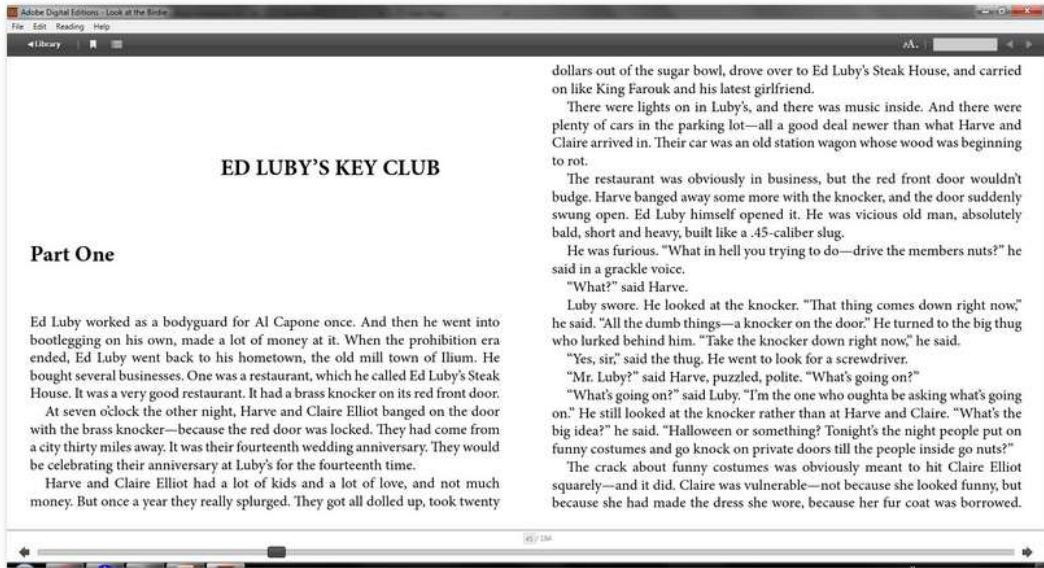 Adobe Digital Editions - Look at the Birdie
File Edit Reading Help
Library
AA.
ED LUBY'S KEY CLUB
Part One
Ed Luby worked as a bodyguard for Al Capone once. And then he went into
bootlegging on his own, made a lot of money at it. When the prohibition era
ended, Ed Luby went back to his hometown, the old mill town of Ilium. He
bought several businesses. One was a restaurant, which he called Ed Luby's Steak
House. It was a very good restaurant. It had a brass knocker on its red front door.
At seven o'clock the other night, Harve and Claire Elliot banged on the door
with the brass knocker—because the red door was locked. They had come from
a city thirty miles away. It was their fourteenth wedding anniversary. They would
be celebrating their anniversary at Luby's for the fourteenth time.
Harve and Claire Elliot had a lot of kids and a lot of love, and not much
money. But once a year they really splurged. They got all dolled up, took twenty
dollars out of the sugar bowl, drove over to Ed Luby's Steak House, and carried
on like King Farouk and his latest girlfriend.
There were lights on in Luby's, and there was music inside. And there were
plenty of cars in the parking lot—all a good deal newer than what Harve and
Claire arrived in. Their car was an old station wagon whose wood was beginning
to rot.
The restaurant was obviously in business, but the red front door wouldn't
budge. Harve banged away some more with the knocker, and the door suddenly
swung open. Ed Luby himself opened it. He was vicious old man, absolutely
bald, short and heavy, built like a .45-caliber slug.
He was furious. "What in hell you trying to do—drive the members nuts?" he
said in a grackle voice.
"What?" said Harve.
Luby swore. He looked at the knocker. "That thing comes down right now,"
he said. "All the dumb things—a knocker on the door." He turned to the big thug
who lurked behind him. "Take the knocker down right now," he said.
"Yes, sir," said the thug. He went to look for a screwdriver.
"Mr. Luby?" said Harve, puzzled, polite. "What's going on?"
"What's going on?" said Luby. "I'm the one who oughta be asking what's going
on." He still looked at the knocker rather than at Harve and Claire. "What's the
big idea?" he said. "Halloween or something? Tonight's the night people put on
funny costumes and go knock on private doors till the people inside go nuts?"
The crack about funny costumes was obviously meant to hit Claire Elliot
squarely—and it did. Claire was vulnerable—not because she looked funny, but
because she had made the dress she wore, because her fur coat was borrowed.